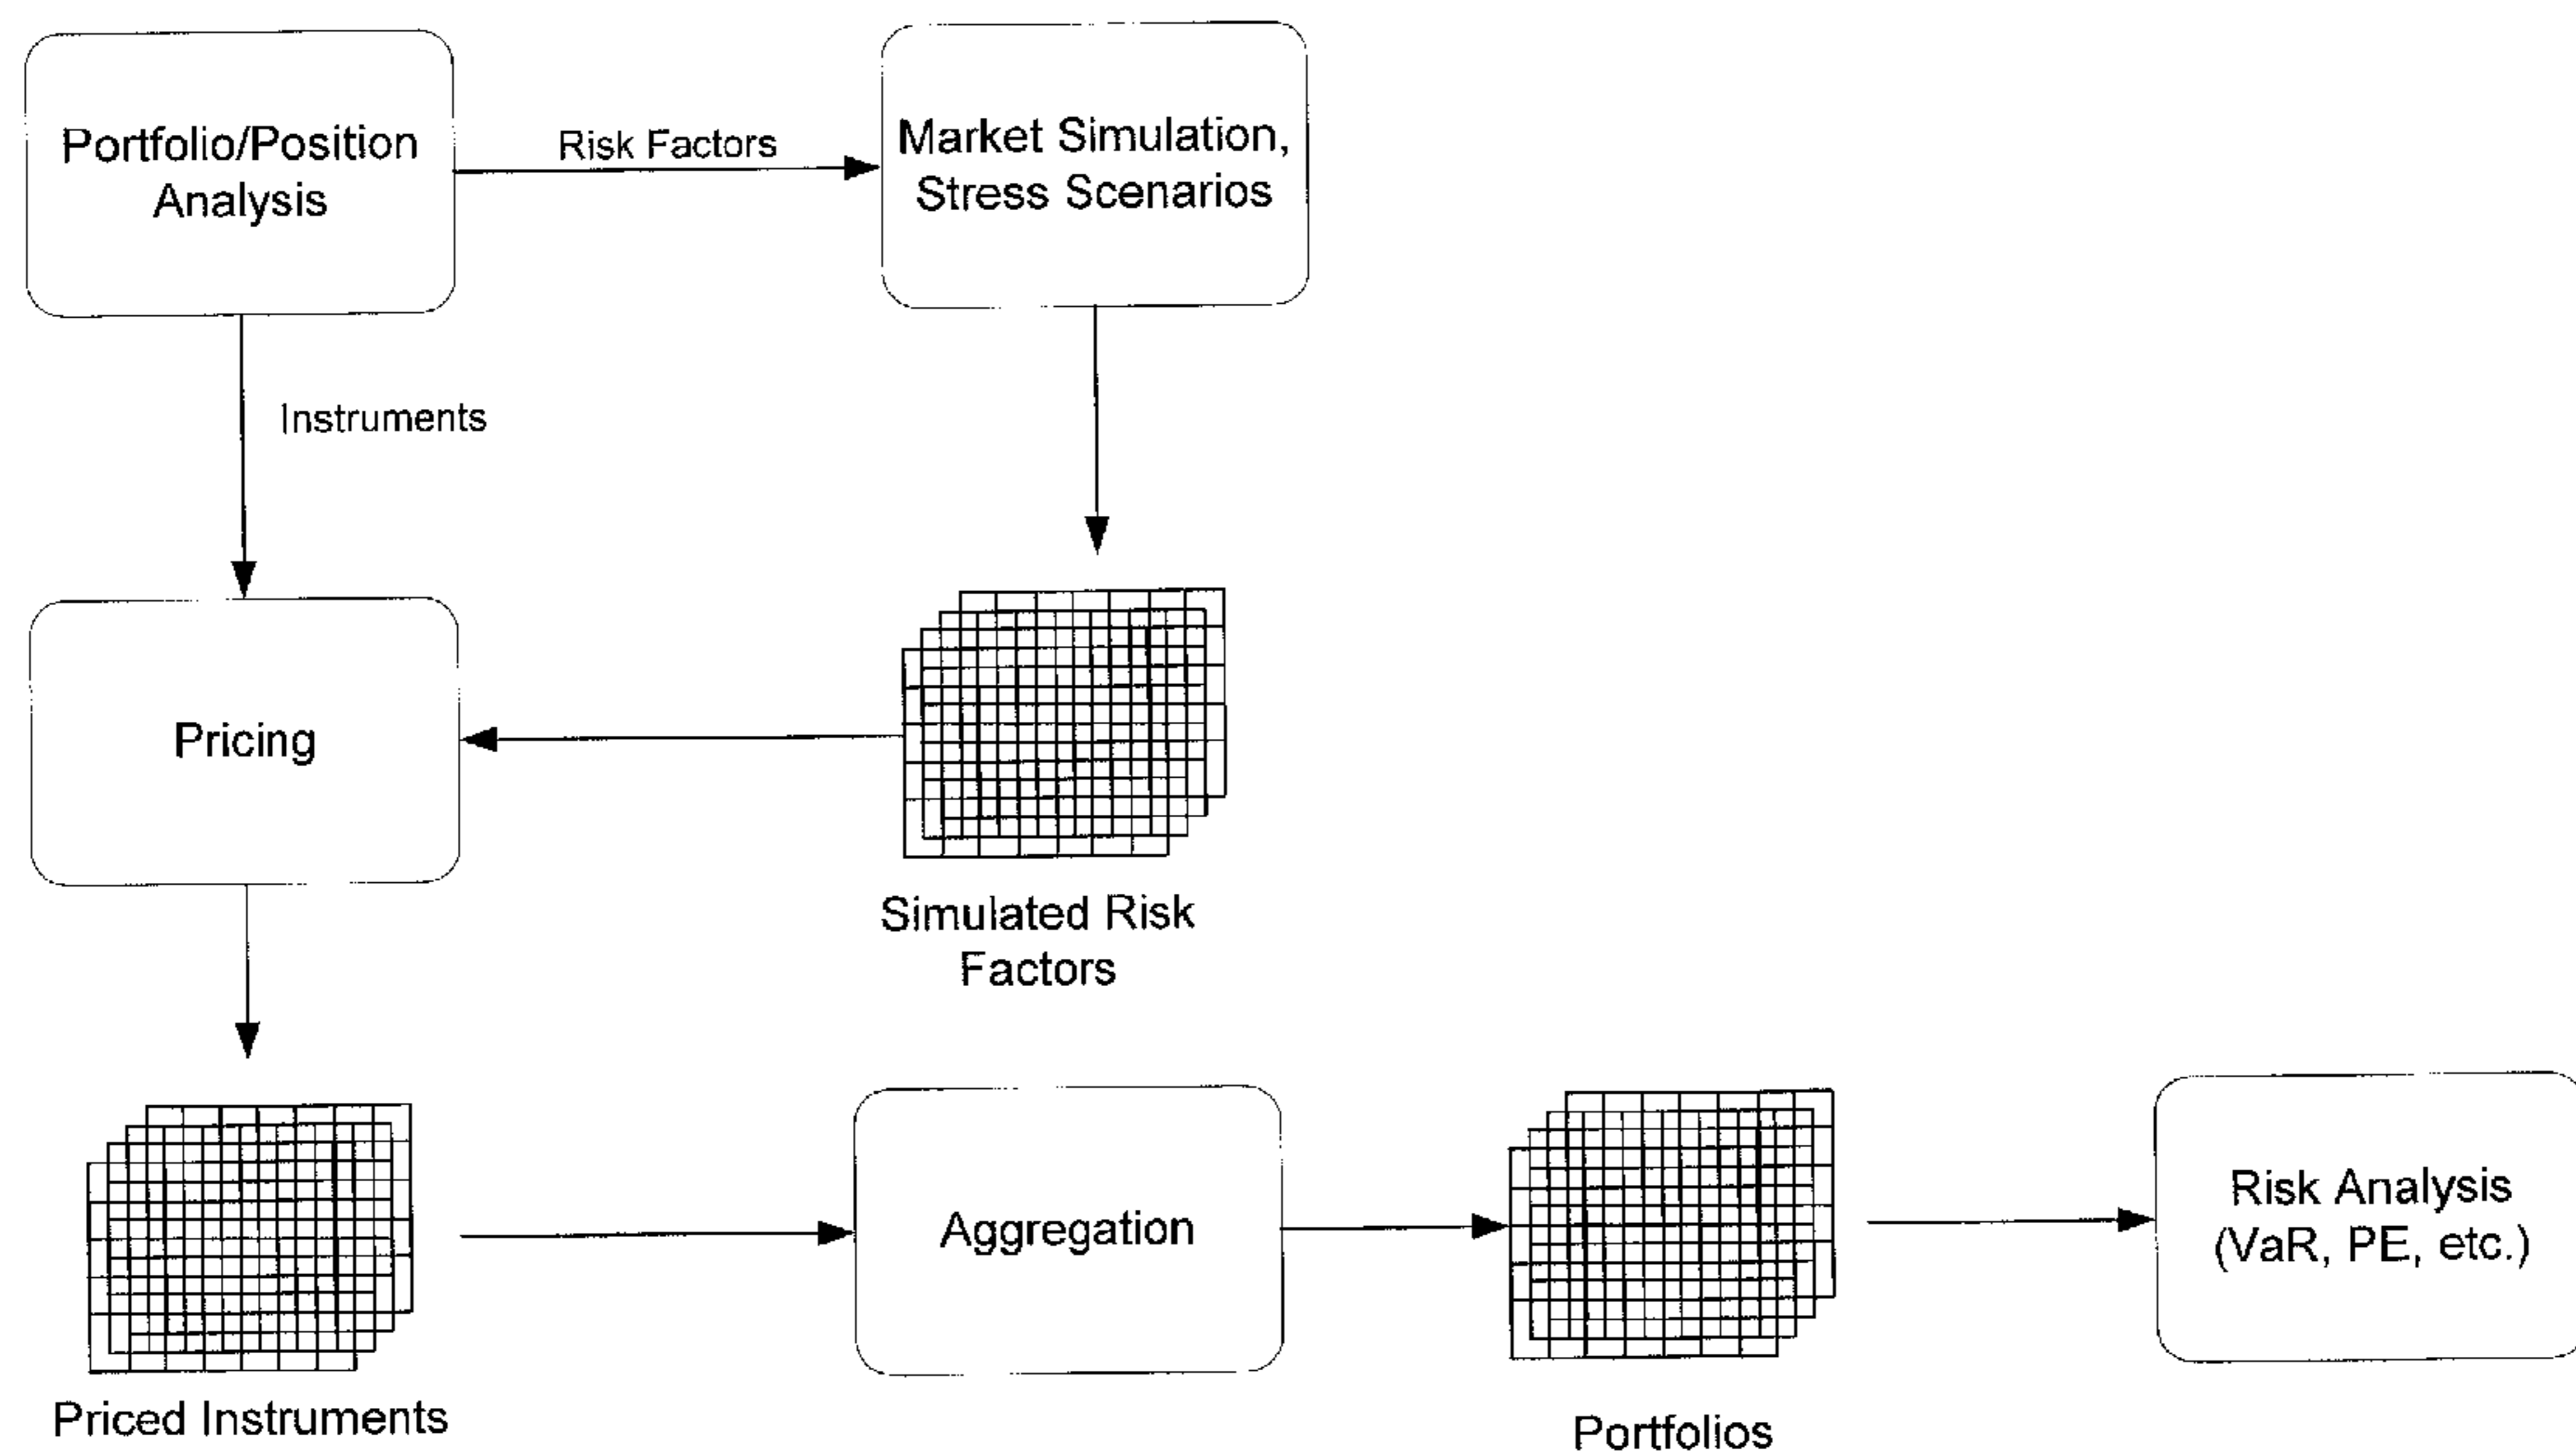 Portfolio/Position
Analysis
Risk Factors
Market Simulation,
Stress Scenarios
Instruments
Pricing
Simulated Risk
Factors
Priced Instruments
Aggregation
Portfolios
Risk Analysis
(VaR, PE, etc.)